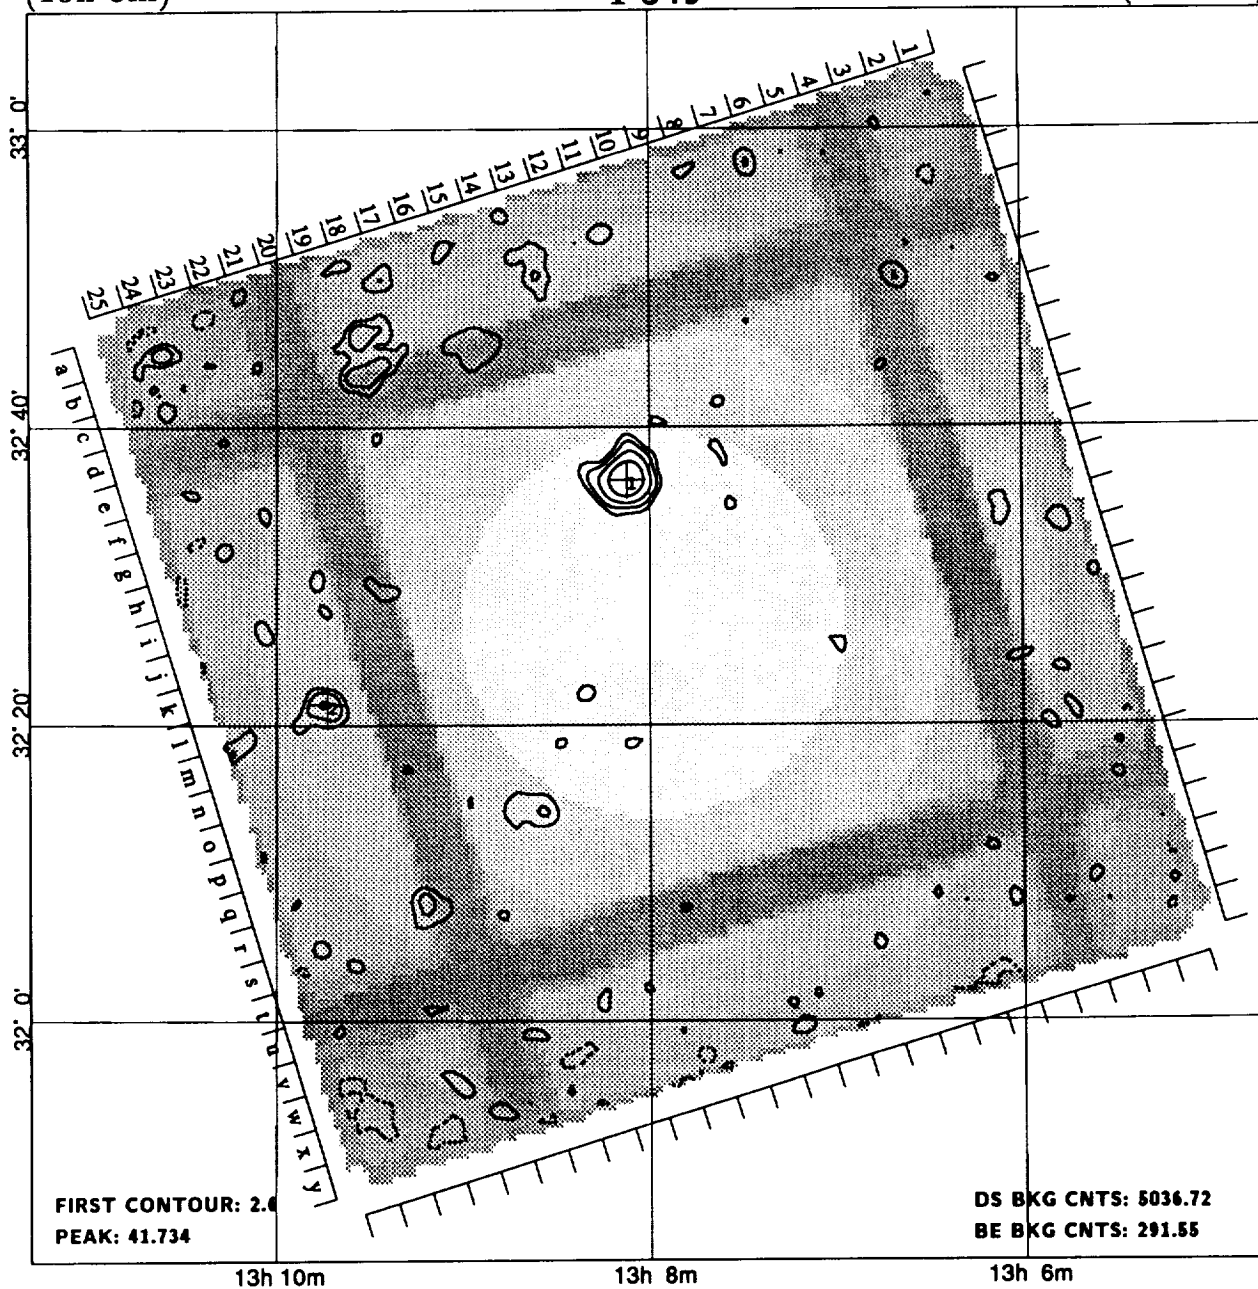 1 2 3 4 5 6 7 8 9 10 11 12 13 14 15 16 17 18 19 20 21 22 23 24 25
33° 0'
32° 40'
32° 20'
32° 0'
a b c d e f g h i j k l m n o p q r s t u v w x y
FIRST CONTOUR: 2.
PEAK: 41.734
DS BKG CNTS: 5036.72
BE BKG CNTS: 291.55
13h 10m
13h 8m
13h 6m